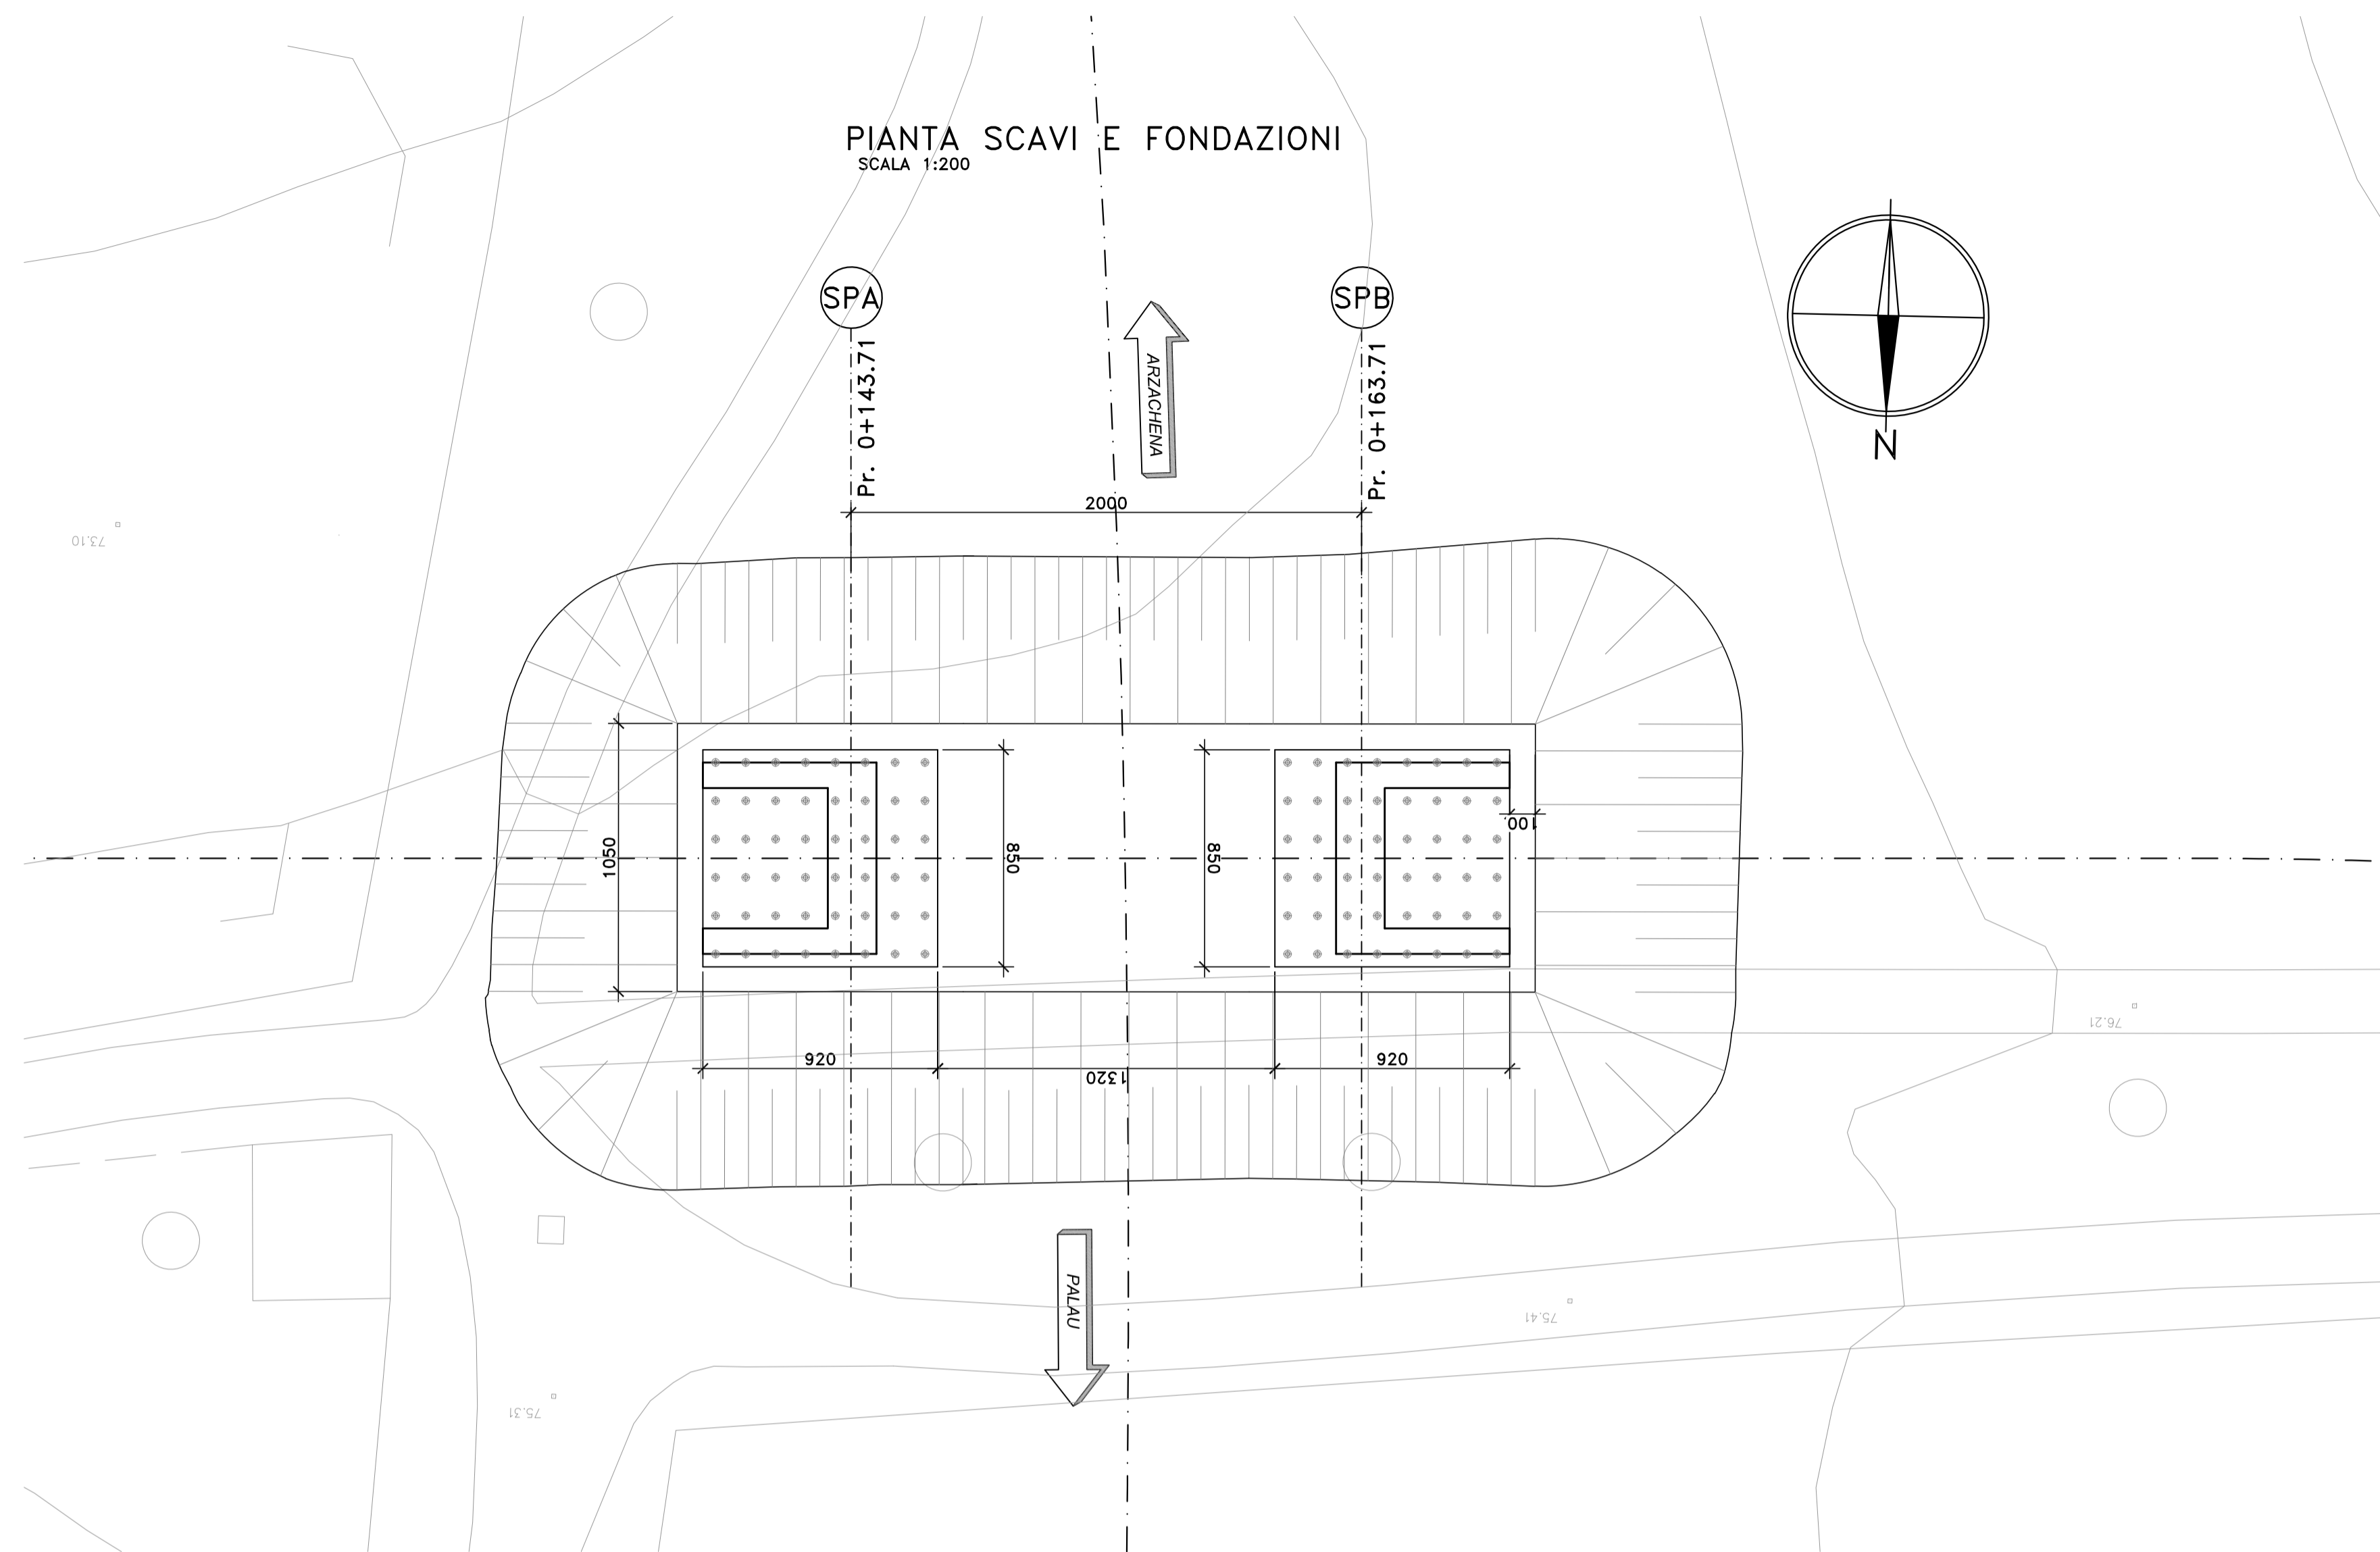 PIANTA SCAVI E FONDAZIONI
SCALA 1:200
SPA
SPB
Pr. 0+143.71
Pr. 0+163.71
ARZACHENA
N
2000
73.10
1050
850
850
100
76.21
920
1320
920
PALAU
75.41
75.31